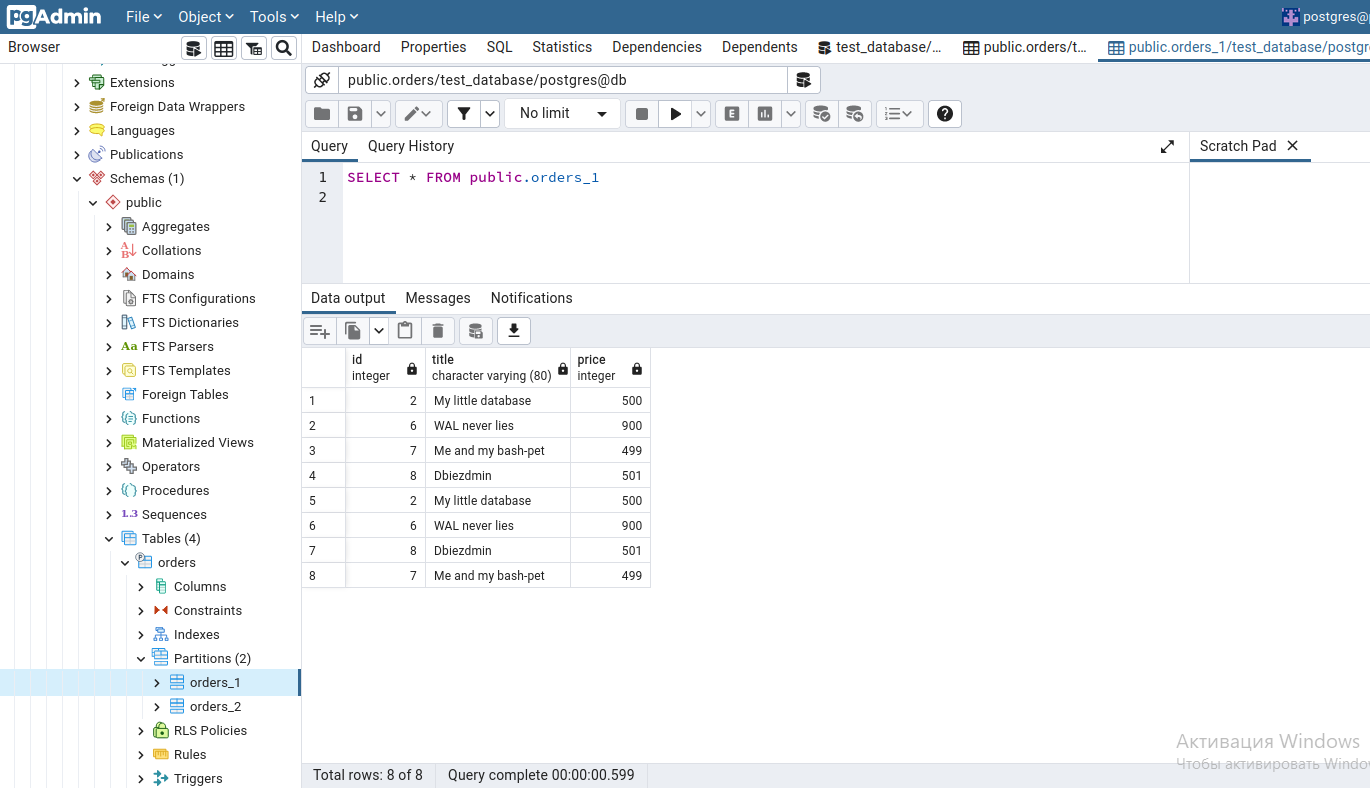 pgAdmin File Object Tools Help postgres@
Browser Dashboard Properties SQL Statistics Dependencies Dependents test_database/... public.orders/t... public.orders_1/test_database/postgr
Extensions
Foreign Data Wrappers
Languages
Publications
Schemas (1)
public
Aggregates
Collations
Domains
FTS Configurations
FTS Dictionaries
Aa FTS Parsers
FTS Templates
Foreign Tables
Functions
Materialized Views
Operators
Procedures
1..3 Sequences
Tables (4)
orders
Columns
Constraints
Indexes
Partitions (2)
orders_1
orders_2
RLS Policies
Rules
Triggers
public.orders/test_database/postgres@db
No limit E
Query Query History Scratch Pad
1 SELECT * FROM public.orders_1
2
Data output Messages Notifications
id integer title character varying (80) price integer
1 2 My little database 500
2 6 WAL never lies 900
3 7 Me and my bash-pet 499
4 8 Dbiezdmin 501
5 2 My little database 500
6 6 WAL never lies 900
7 8 Dbiezdmin 501
8 7 Me and my bash-pet 499
Активация Windows
Чтобы активировать Windo
Total rows: 8 of 8 Query complete 00:00:00.599